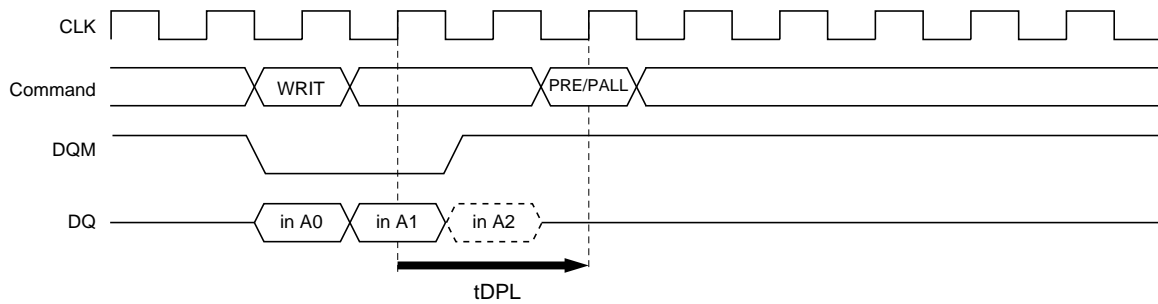 CLK
Command WRIT PRE/PALL
DQM
DQ in A0 in A1 in A2
tDPL